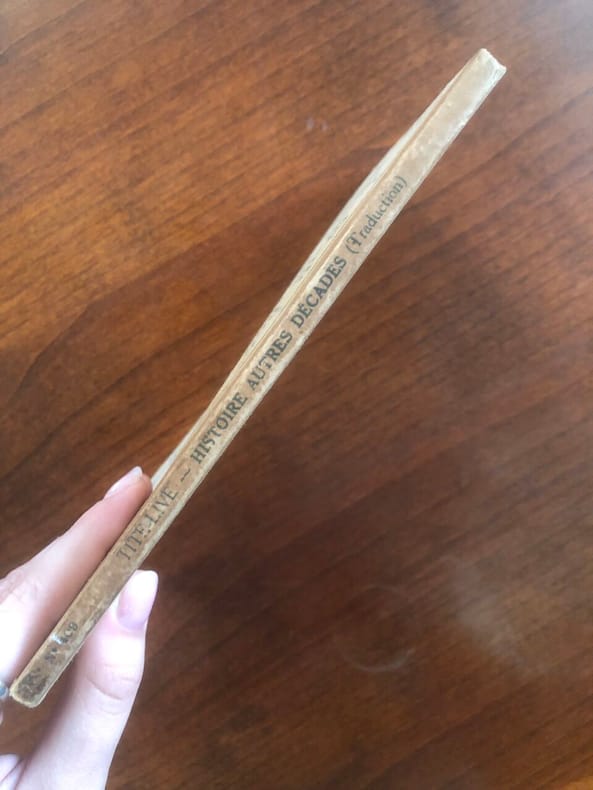 TITE-LIVE ~ HISTOIRE AUTRES DÉCADES (Traduction)